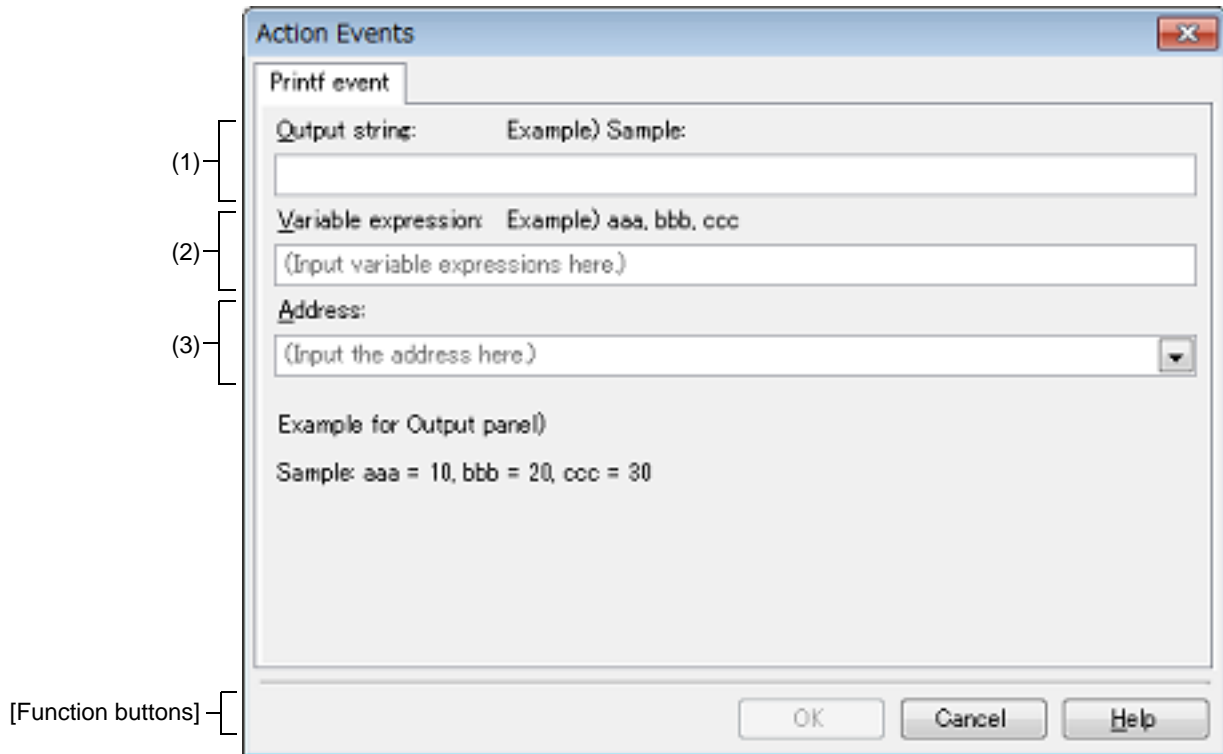 Action Events
Printf event
(1)
Output string: Example) Sample:
(2)
Variable expression: Example) aaa, bbb, ccc
(Input variable expressions here.)
(3)
Address:
(Input the address here.)
Example for Output panel)
Sample: aaa = 10, bbb = 20, ccc = 30
[Function buttons]
OK Cancel Help